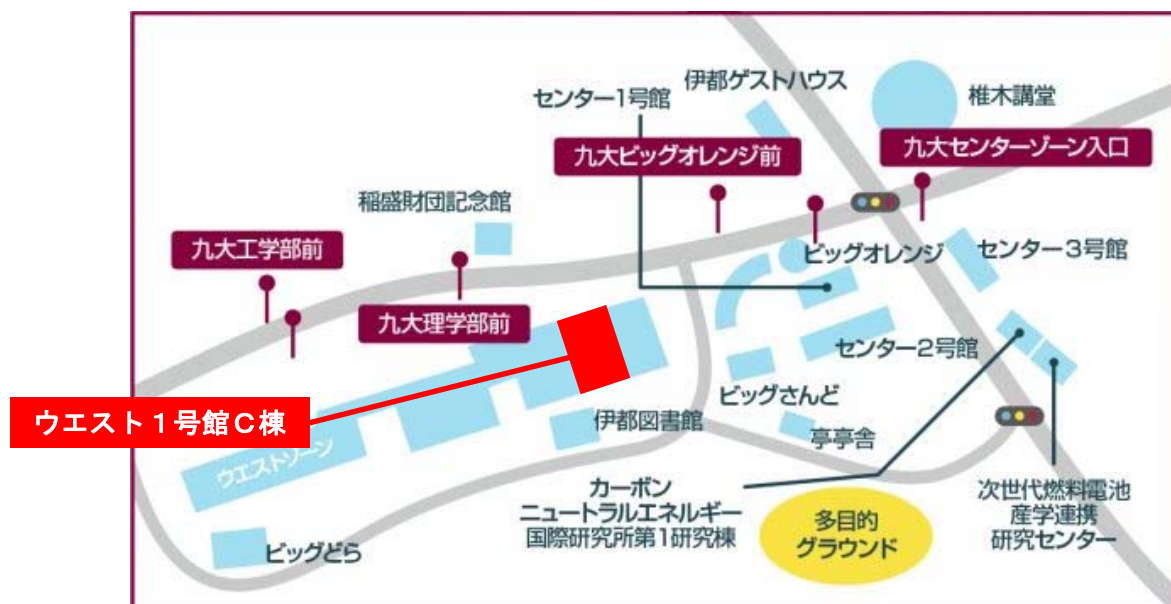 伊都ゲストハウス
センター1号館
椎木講堂
九大ビッグオレンジ前
九大センターゾーン入口
稲盛財団記念館
九大工学部前
ビッグオレンジ
センター3号館
九大理学部前
センター2号館
ビッグさんど
ウエスト１号館Ｃ棟
伊都図書館
亭亭舎
ウエストゾーン
カーボン
ニュートラルエネルギー
国際研究所第1研究棟
多目的
グラウンド
次世代燃料電池
産学連携
研究センター
ビッグどら